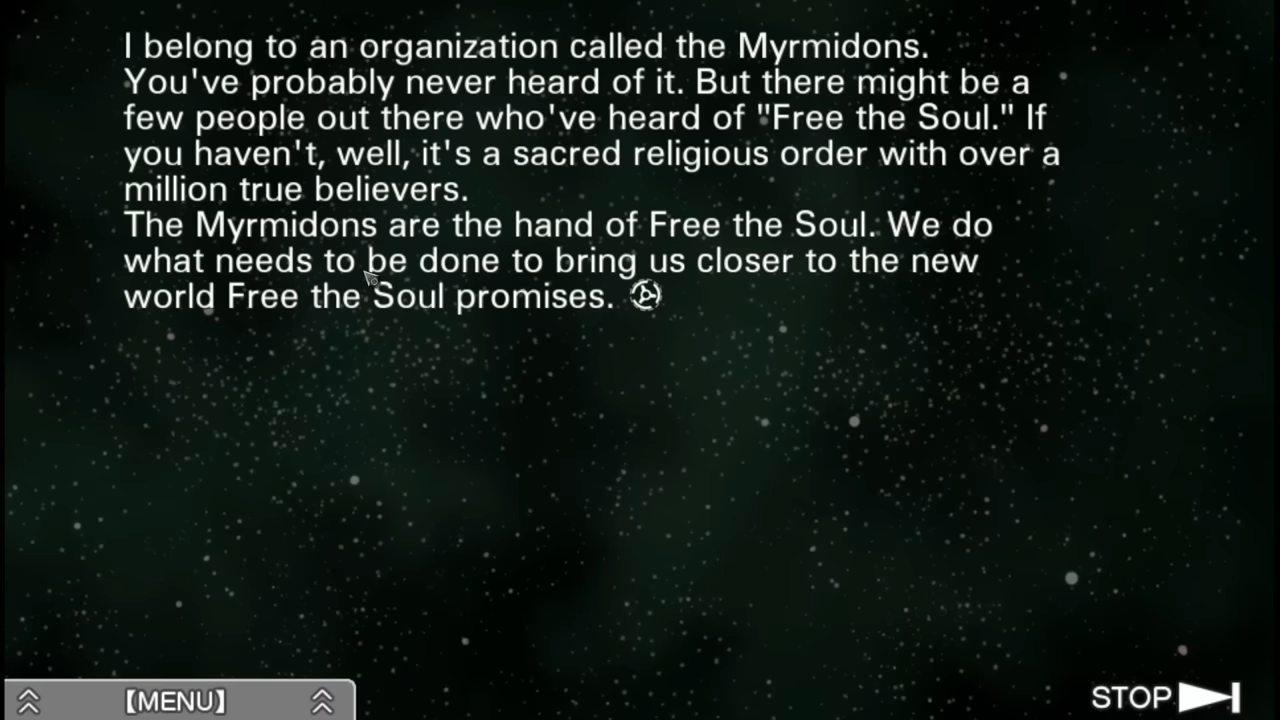 I belong to an organization called the Myrmidons.
You've probably never heard of it. But there might be a
few people out there who've heard of "Free the Soul." If
you haven't, well, it's a sacred religious order with over a
million true believers.
The Myrmidons are the hand of Free the Soul. We do
what needs to be done to bring us closer to the new
world Free the Soul promises.
【MENU】
STOP